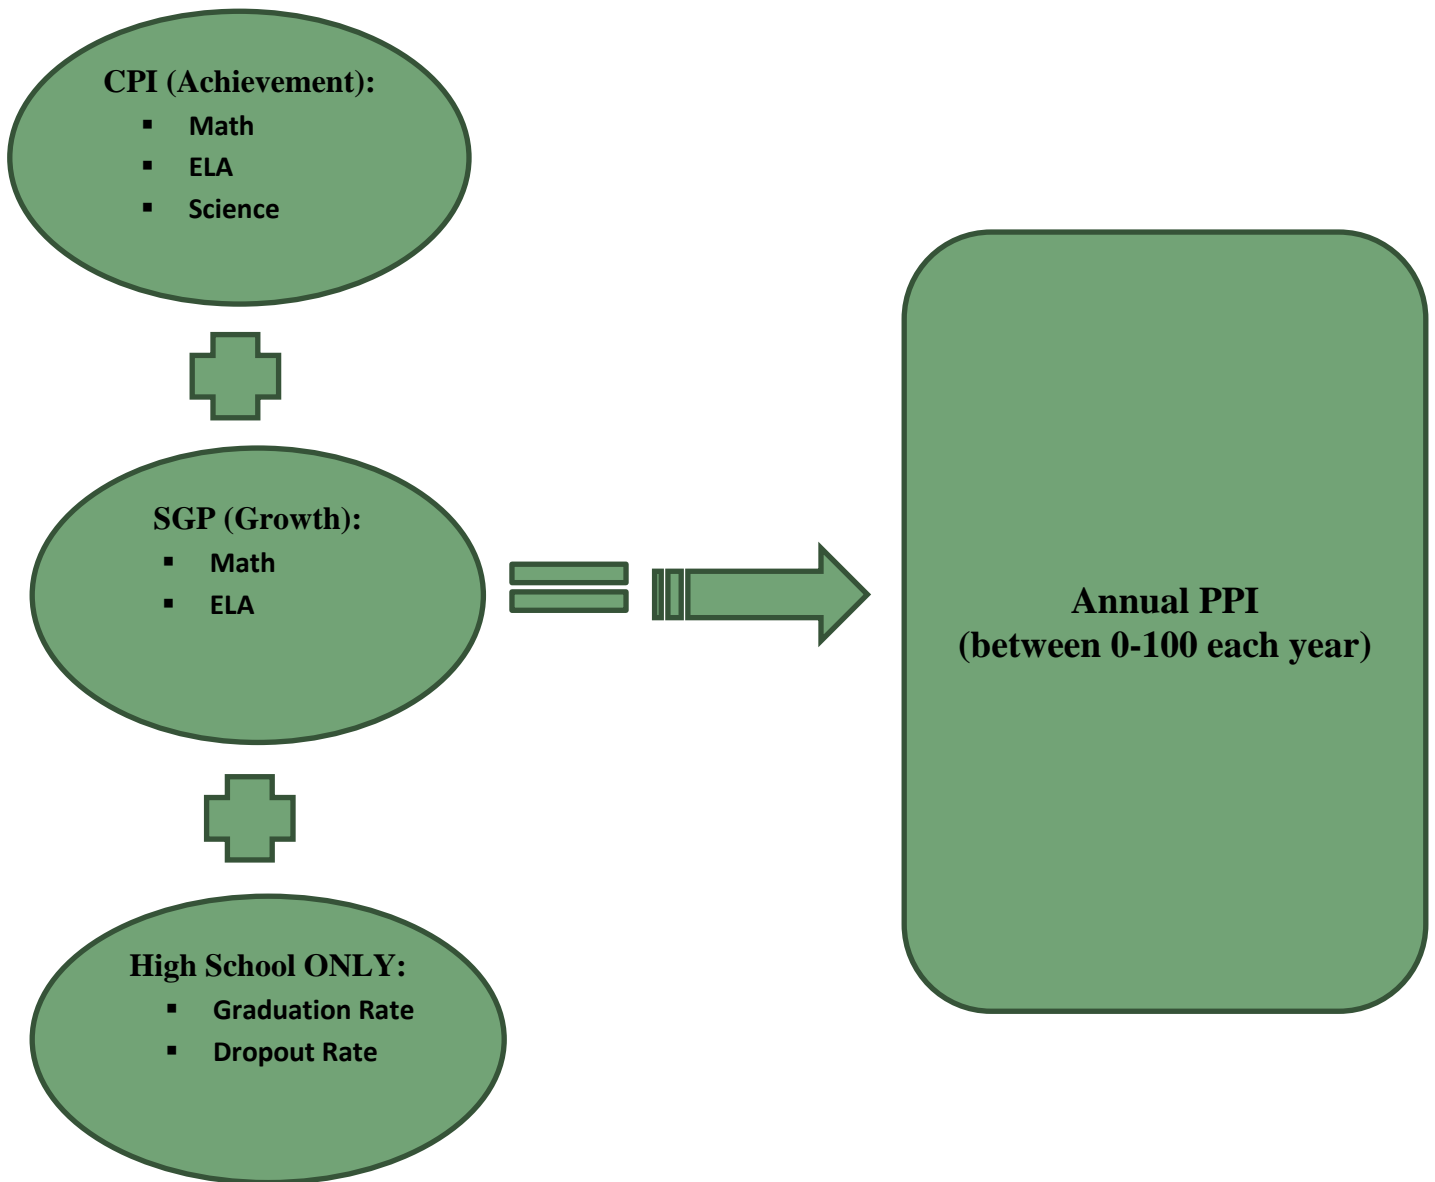 CPI (Achievement):
▪ Math
▪ ELA
▪ Science
SGP (Growth):
▪ Math
▪ ELA
High School ONLY:
▪ Graduation Rate
▪ Dropout Rate
Annual PPI
(between 0-100 each year)